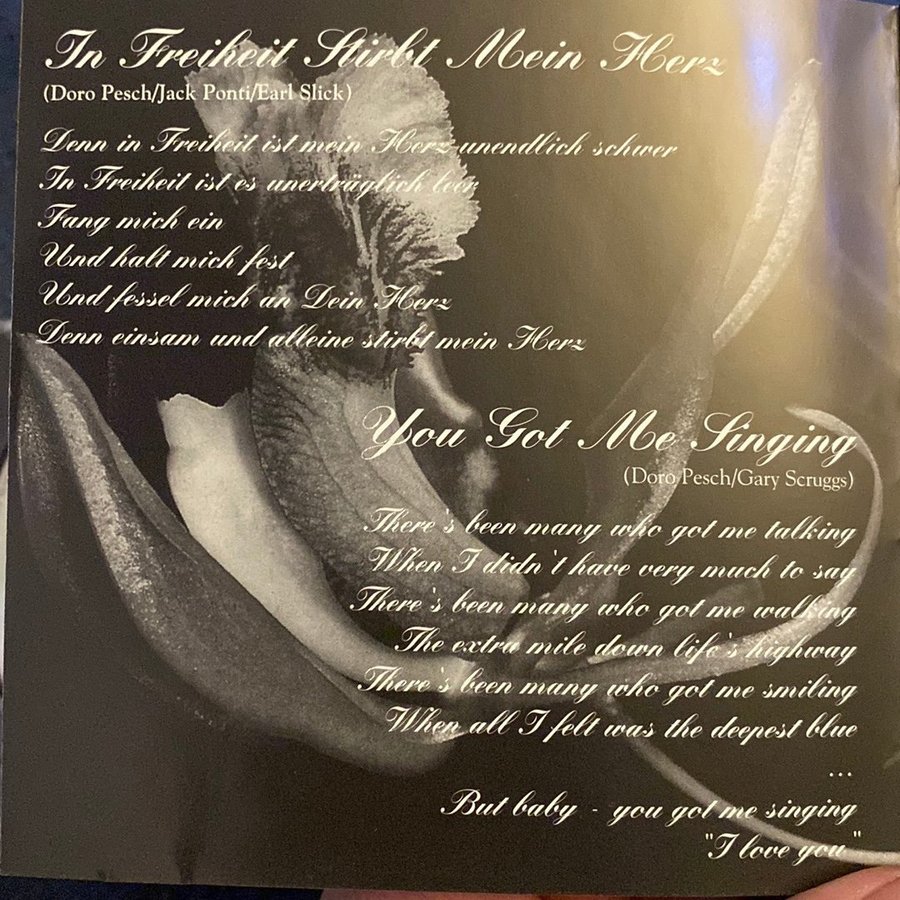 In Freiheit Stirbt Mein Herz
(Doro Pesch/Jack Ponti/Earl Slick)
Denn in Freiheit ist mein Herz unendlich schwer
In Freiheit ist es unerträglich leer
Fang mich ein
Und halt mich fest
Und fessel mich an Dein Herz
Denn einsam und alleine stirbt mein Herz
You Got Me Singing
(Doro Pesch/Gary Scruggs)
There's been many who got me talking
When I didn't have very much to say
There's been many who got me walking
The extra mile down life's highway
There's been many who got me smiling
When all I felt was the deepest blue
...
But baby - you got me singing
"I love you"